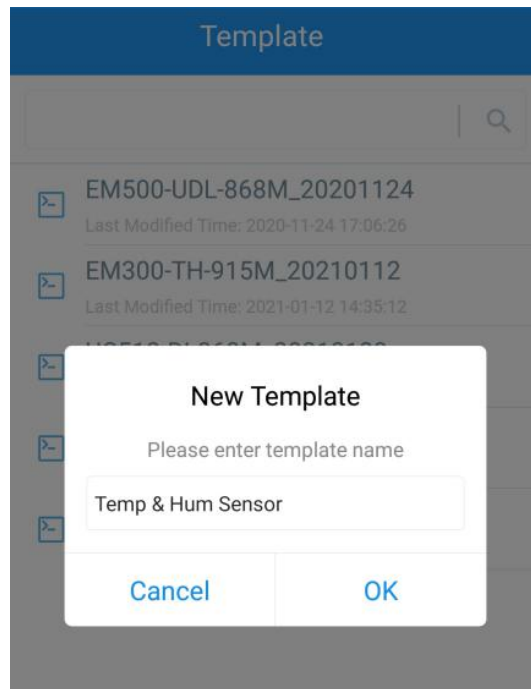 Template
EM500-UDL-868M_20201124
Last Modified Time: 2020-11-24 17:06:26
EM300-TH-915M_20210112
Last Modified Time: 2021-01-12 14:35:12
New Template
Please enter template name
Temp & Hum Sensor
Cancel
OK